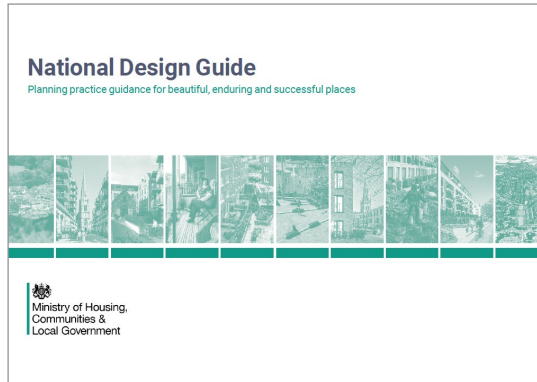 National Design Guide
Planning practice guidance for beautiful, enduring and successful places
Ministry of Housing,
Communities &
Local Government